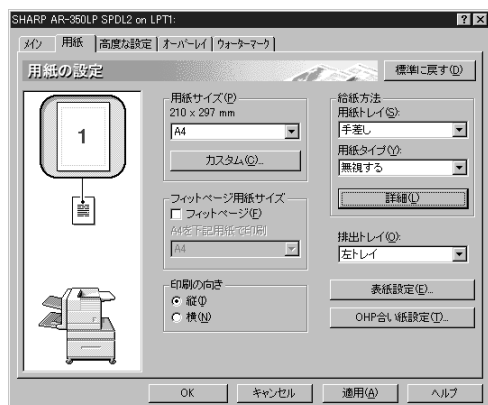 SHARP AR-350LP SPDL2 on LPT1:
メイン 用紙 高度な設定 オーバーレイ ウォーターマーク
用紙の設定
標準に戻す(D)
1
用紙サイズ(P)
210 x 297 mm
A4
カスタム(C)...
フィットページ用紙サイズ
フィットページ(F)
A4を下記用紙で印刷
A4
印刷の向き
縦(I)
横(N)
給紙方法
用紙トレイ(S):
手差し
用紙タイプ(Y):
無視する
詳細(L)
排出トレイ(O):
左トレイ
表紙設定(E)...
OHP合い紙設定(T)...
OK キャンセル 適用(A) ヘルプ